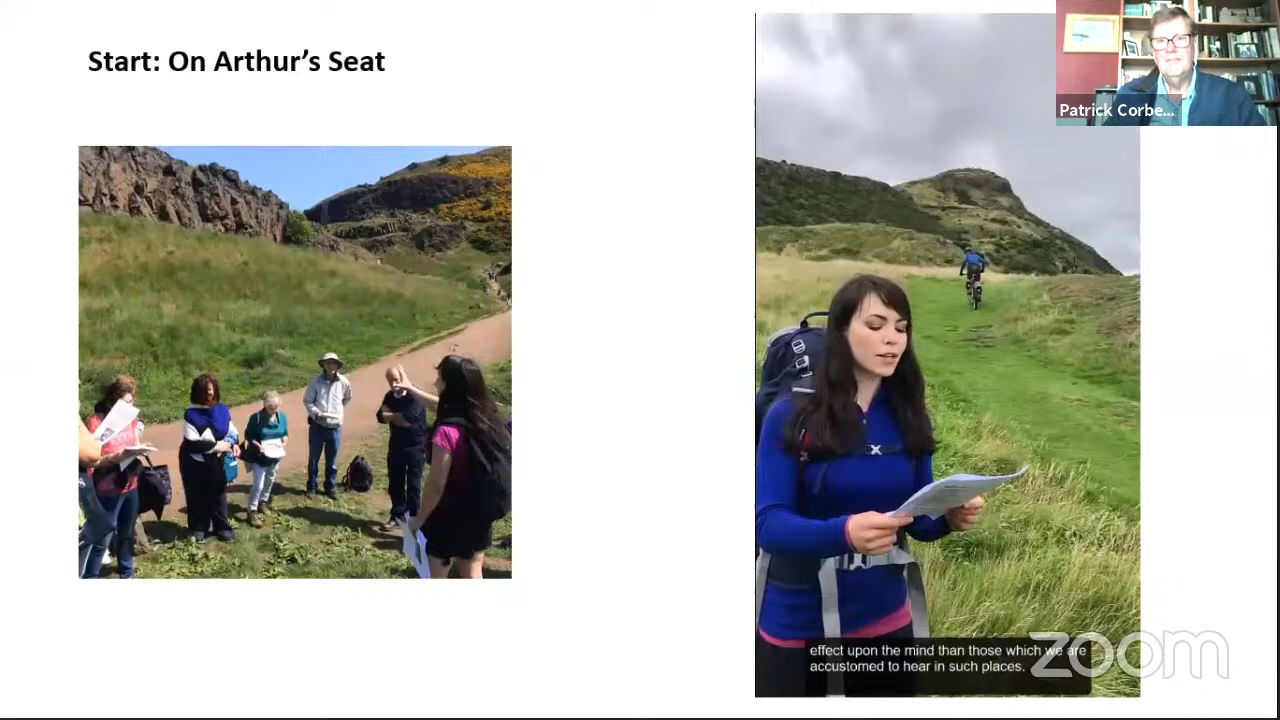 Start: On Arthur's Seat
Patrick Corbe...
effect upon the mind than those which we are
accustomed to hear in such places.
zoom